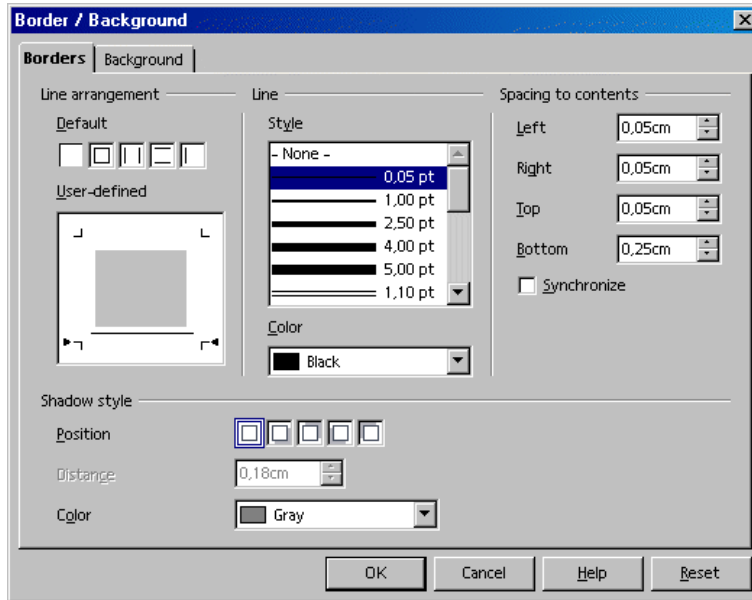 Border / Background
Borders Background
Line arrangement
Default
User-defined
Line
Style
- None -
0,05 pt
1,00 pt
2,50 pt
4,00 pt
5,00 pt
1,10 pt
Color
Black
Spacing to contents
Left 0,05cm
Right 0,05cm
Top 0,05cm
Bottom 0,25cm
Synchronize
Shadow style
Position
Distance 0,18cm
Color Gray
OK Cancel Help Reset